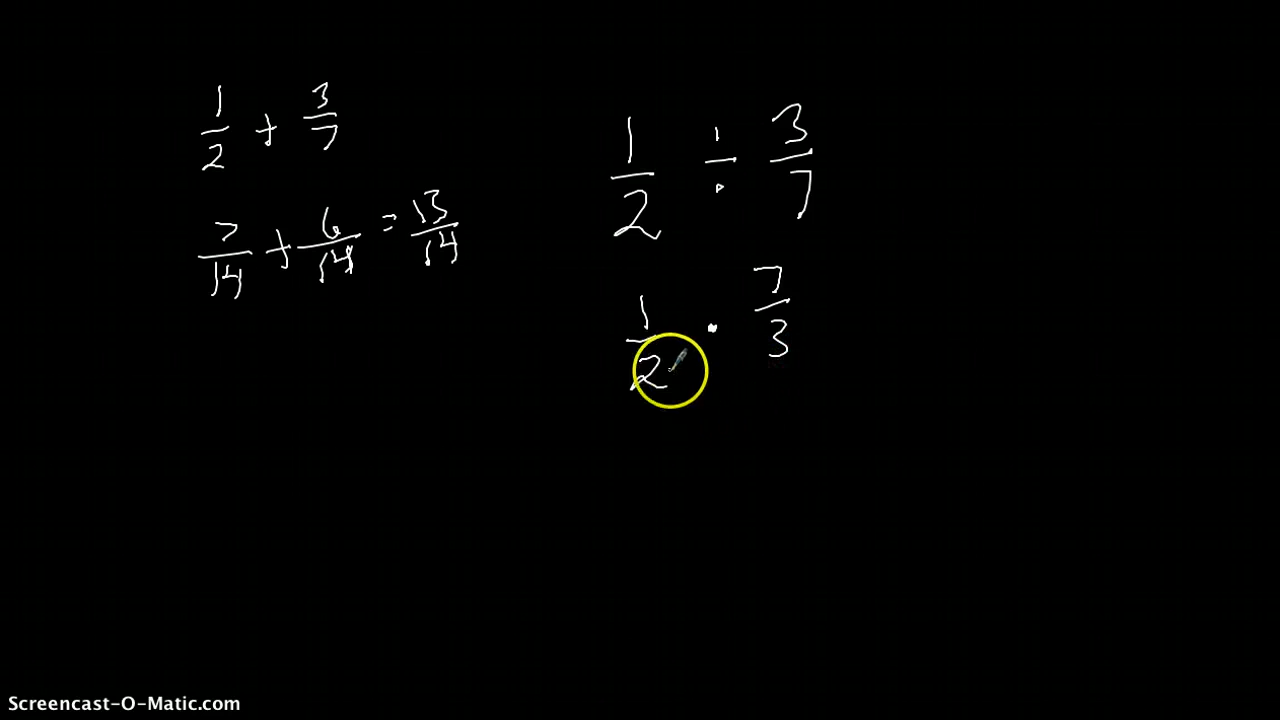 1/2 + 3/7
7/14 + 6/14 = 13/14
1/2 ÷ 3/7
1/2 · 7/3
Screencast-O-Matic.com